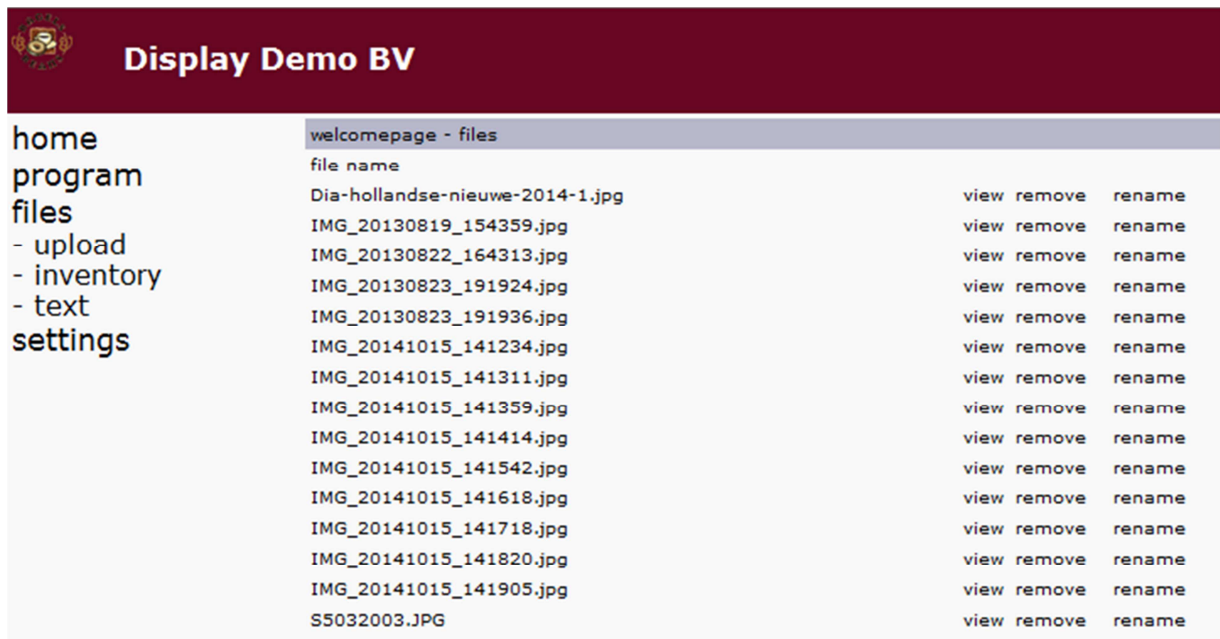 Display Demo BV
home
program
files
- upload
- inventory
- text
settings
welcomepage - files
file name
Dia-hollandse-nieuwe-2014-1.jpg view remove rename
IMG_20130819_154359.jpg view remove rename
IMG_20130822_164313.jpg view remove rename
IMG_20130823_191924.jpg view remove rename
IMG_20130823_191936.jpg view remove rename
IMG_20141015_141234.jpg view remove rename
IMG_20141015_141311.jpg view remove rename
IMG_20141015_141359.jpg view remove rename
IMG_20141015_141414.jpg view remove rename
IMG_20141015_141542.jpg view remove rename
IMG_20141015_141618.jpg view remove rename
IMG_20141015_141718.jpg view remove rename
IMG_20141015_141820.jpg view remove rename
IMG_20141015_141905.jpg view remove rename
S5032003.JPG view remove rename